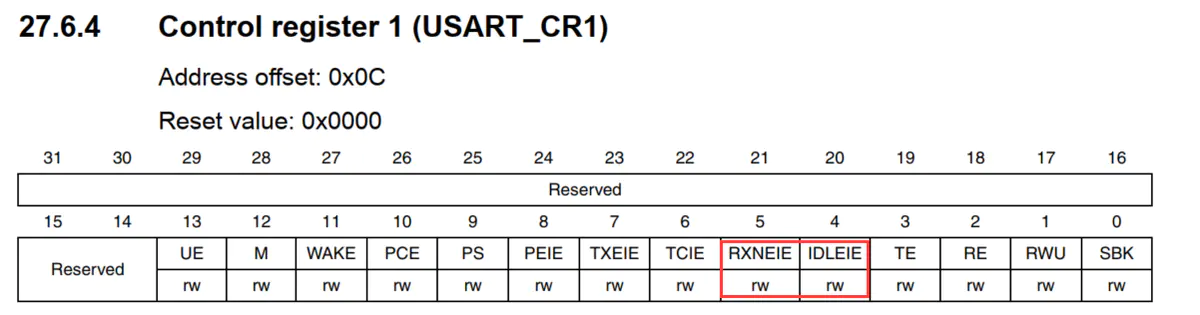 27.6.4 Control register 1 (USART_CR1)
Address offset: 0x0C
Reset value: 0x0000
31 30 29 28 27 26 25 24 23 22 21 20 19 18 17 16
Reserved
15 14 13 12 11 10 9 8 7 6 5 4 3 2 1 0
Reserved UE M WAKE PCE PS PEIE TXEIE TCIE RXNEIE IDLEIE TE RE RWU SBK
rw rw rw rw rw rw rw rw rw rw rw rw rw rw